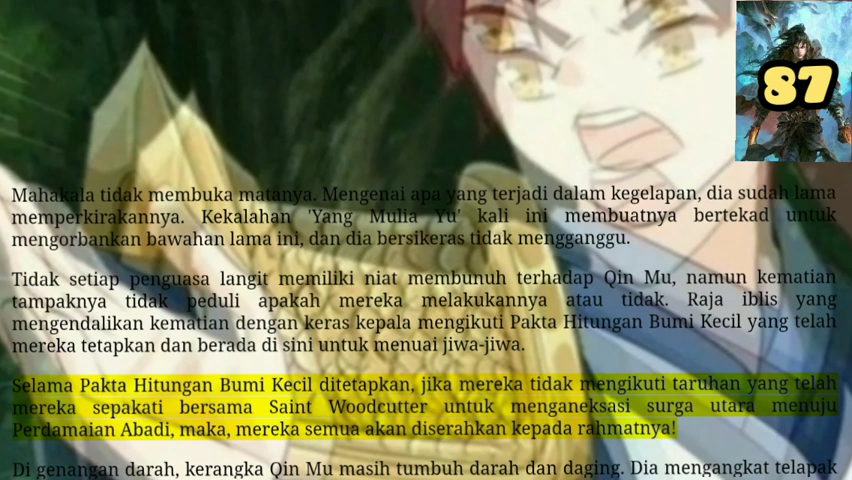 87
Mahakala tidak membuka matanya. Mengenai apa yang terjadi dalam kegelapan, dia sudah lama
memperkirakannya. Kekalahan 'Yang Mulia Yu' kali ini membuatnya bertekad untuk
mengorbankan bawahan lama ini, dan dia bersikeras tidak mengganggu.
Tidak setiap penguasa langit memiliki niat membunuh terhadap Qin Mu, namun kematian
tampaknya tidak peduli apakah mereka melakukannya atau tidak. Raja iblis yang
mengendalikan kematian dengan keras kepala mengikuti Pakta Hitungan Bumi Kecil yang telah
mereka tetapkan dan berada di sini untuk menuai jiwa-jiwa.
Selama Pakta Hitungan Bumi Kecil ditetapkan, jika mereka tidak mengikuti taruhan yang telah
mereka sepakati bersama Saint Woodcutter untuk menganeksasi surga utara menuju
Perdamaian Abadi, maka, mereka semua akan diserahkan kepada rahmatnya!
Di genangan darah, kerangka Qin Mu masih tumbuh darah dan daging. Dia mengangkat telapak